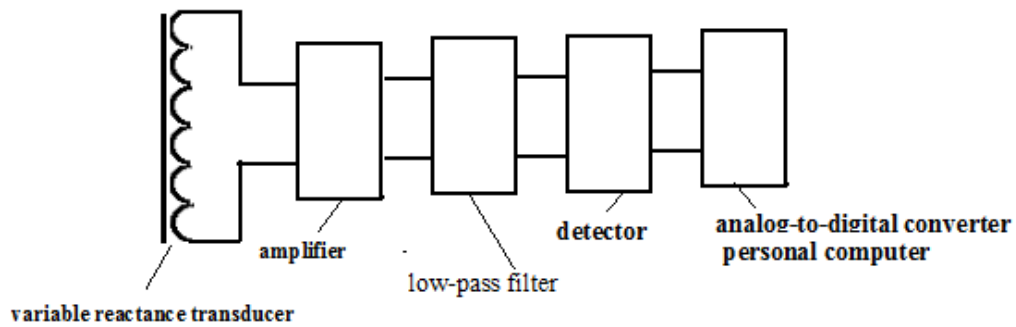 amplifier
low-pass filter
detector
analog-to-digital converter
personal computer
variable reactance transducer